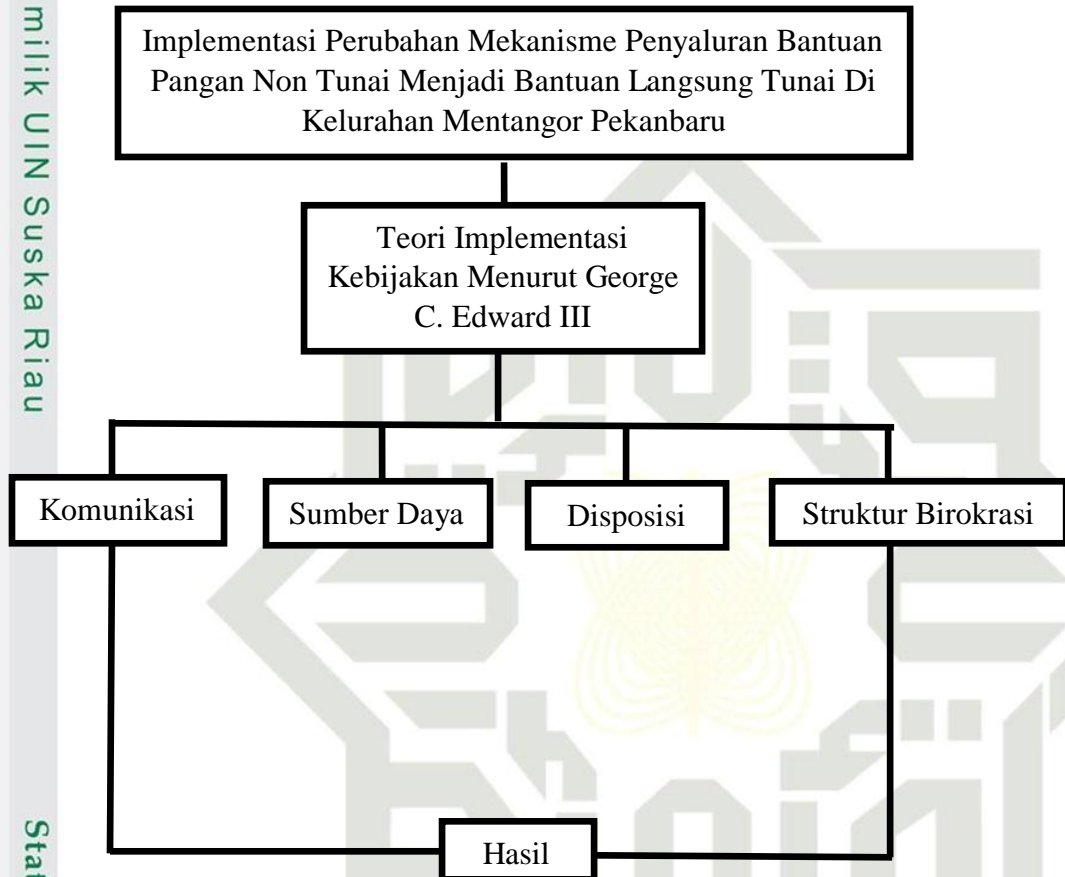 milik UIN Suska Riau
Implementasi Perubahan Mekanisme Penyaluran Bantuan
Pangan Non Tunai Menjadi Bantuan Langsung Tunai Di
Kelurahan Mentangor Pekanbaru
Teori Implementasi
Kebijakan Menurut George
C. Edward III
Komunikasi
Sumber Daya
Disposisi
Struktur Birokrasi
Hasil